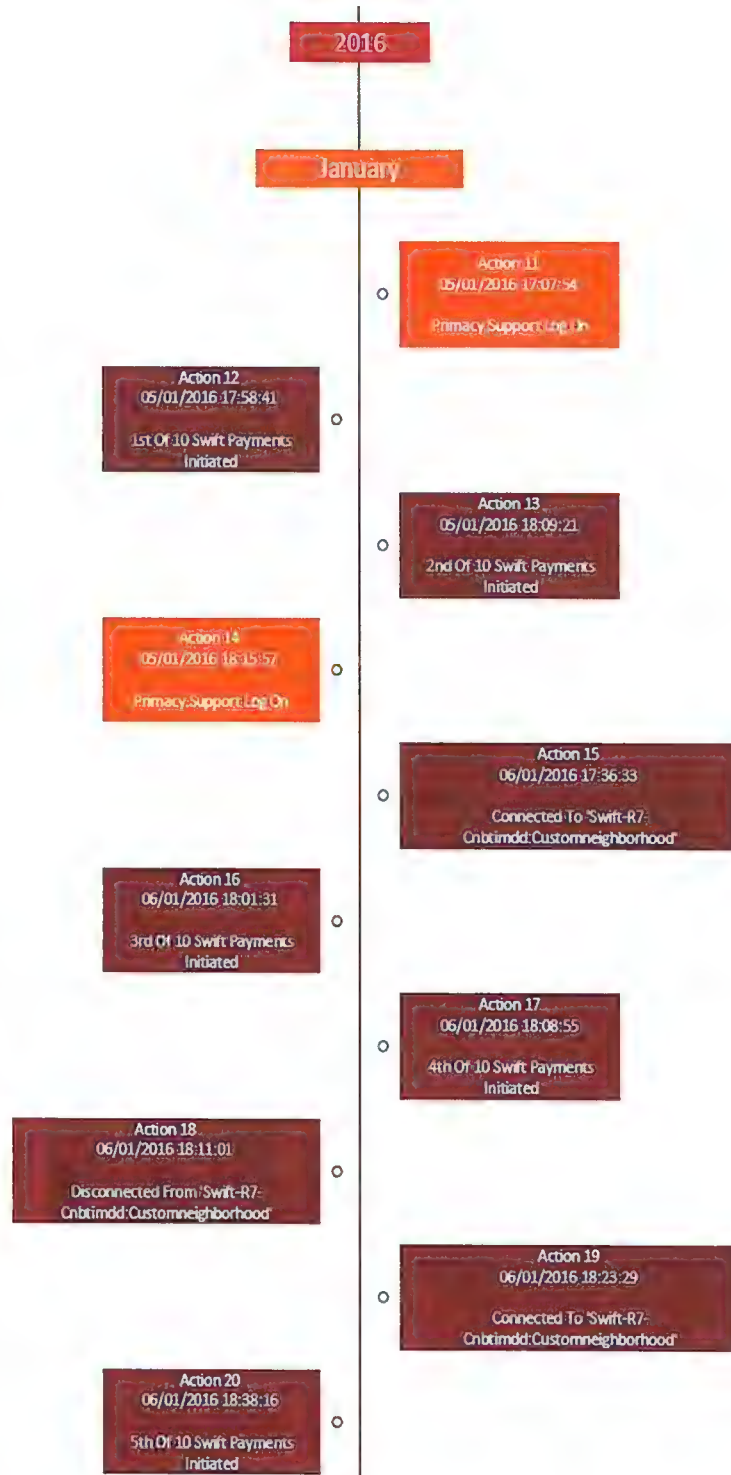 2016
January
Action 11
05/01/2016 17:07:54
Primacy.Support Log On
Action 12
05/01/2016 17:58:41
1st Of 10 Swift Payments
Initiated
Action 13
05/01/2016 18:09:21
2nd Of 10 Swift Payments
Initiated
Action 14
05/01/2016 18:15:57
Primacy.Support Log On
Action 15
06/01/2016 17:36:33
Connected To 'Swift-R7-
Cnbtimdd:Customneighborhood'
Action 16
06/01/2016 18:01:31
3rd Of 10 Swift Payments
Initiated
Action 17
06/01/2016 18:08:55
4th Of 10 Swift Payments
Initiated
Action 18
06/01/2016 18:11:01
Disconnected From 'Swift-R7-
Cnbtimdd:Customneighborhood'
Action 19
06/01/2016 18:23:29
Connected To 'Swift-R7-
Cnbtimdd:Customneighborhood'
Action 20
06/01/2016 18:38:16
5th Of 10 Swift Payments
Initiated